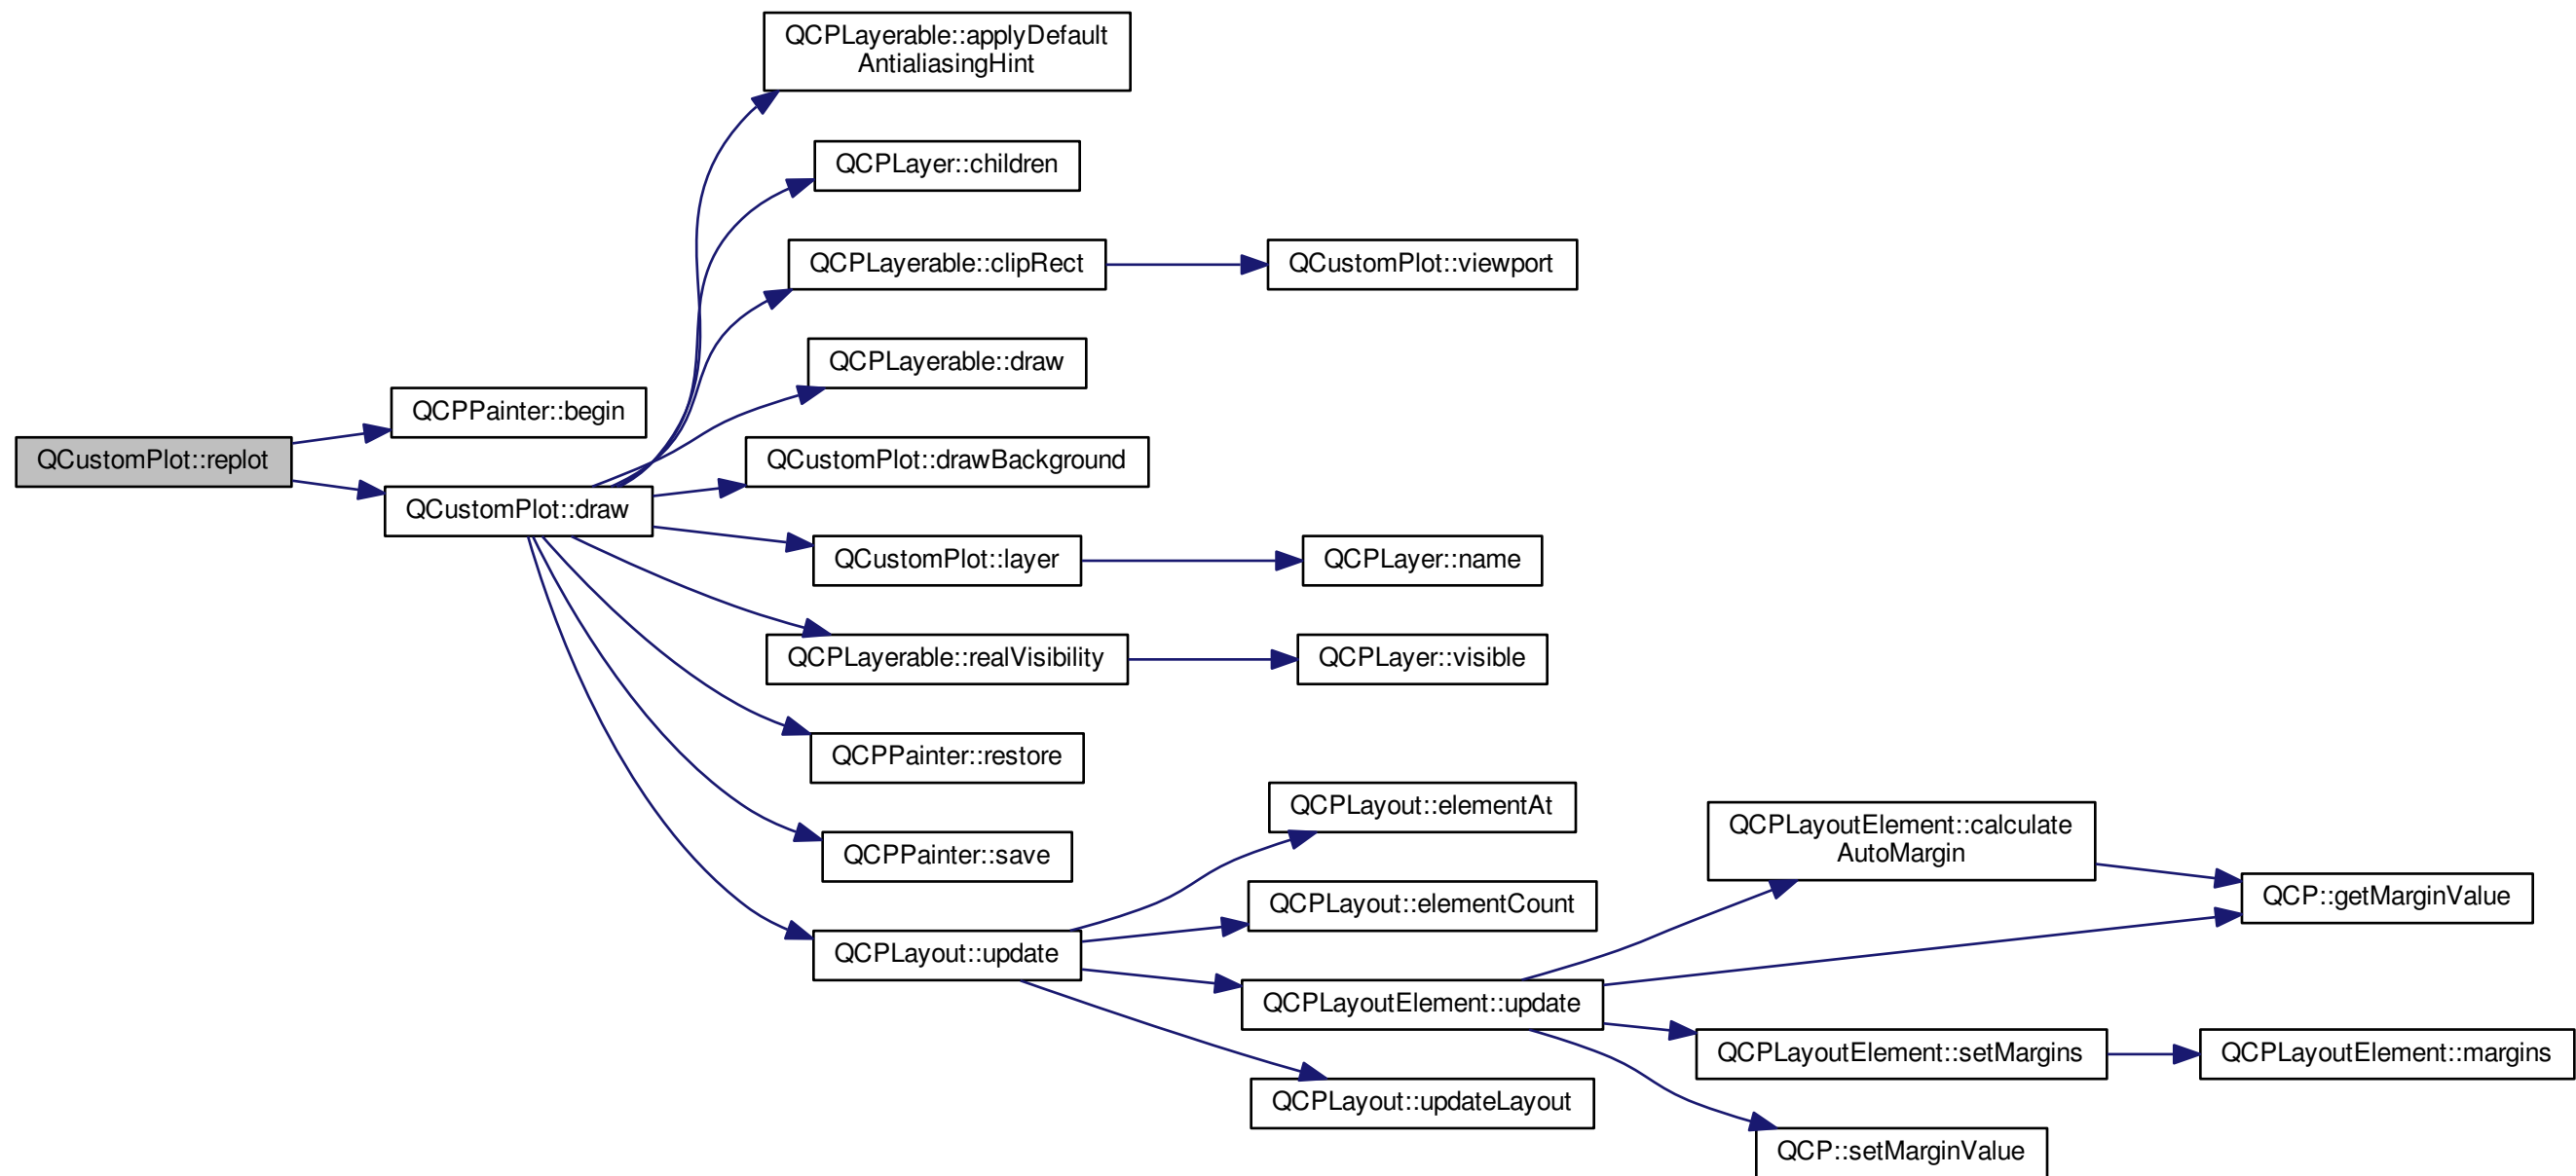 QCPLayerable::applyDefault
AntialiasingHint
QCPLayer::children
QCPLayerable::clipRect
QCustomPlot::viewport
QCPLayerable::draw
QCPPainter::begin
QCustomPlot::replot
QCustomPlot::drawBackground
QCustomPlot::draw
QCustomPlot::layer
QCPLayer::name
QCPLayerable::realVisibility
QCPLayer::visible
QCPPainter::restore
QCPLayout::elementAt
QCPLayoutElement::calculate
AutoMargin
QCPPainter::save
QCPLayout::elementCount
QCP::getMarginValue
QCPLayout::update
QCPLayoutElement::update
QCPLayoutElement::setMargins
QCPLayoutElement::margins
QCPLayout::updateLayout
QCP::setMarginValue